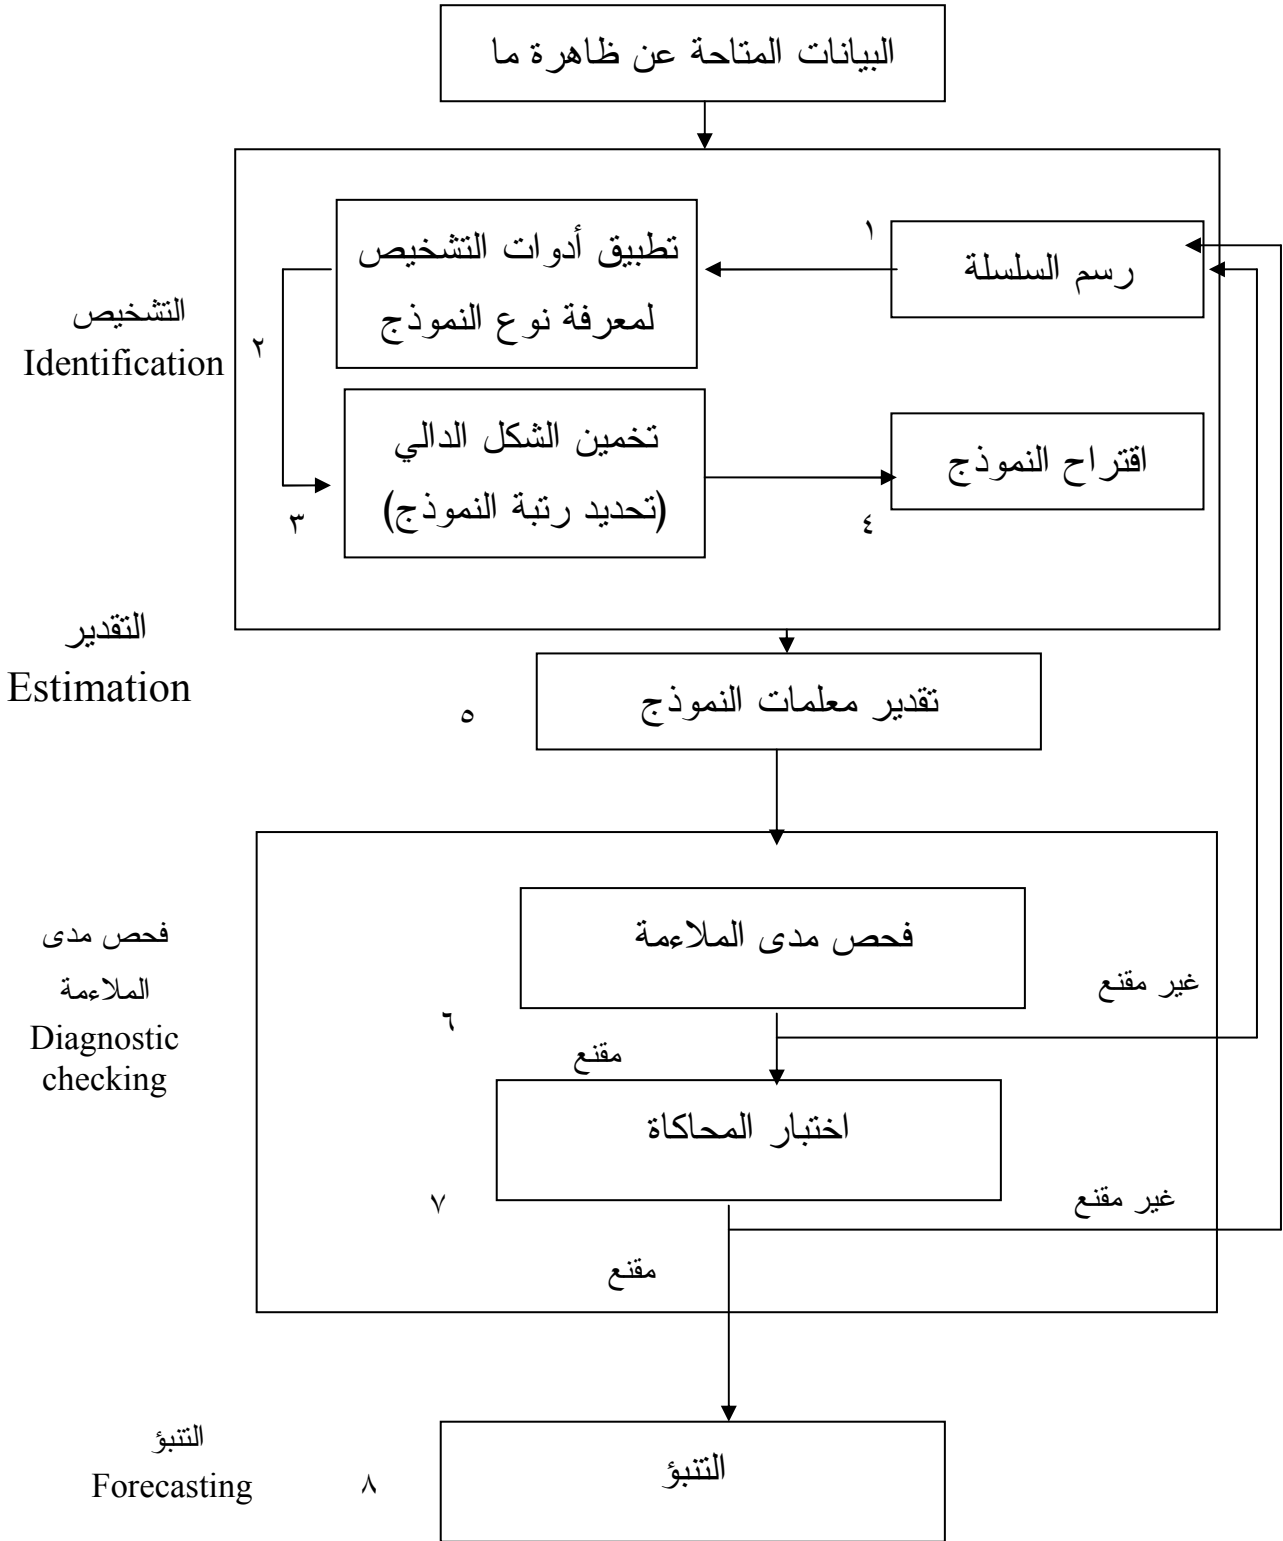 البيانات المتاحة عن ظاهرة ما
١
رسم السلسلة
تطبيق أدوات التشخيص
لمعرفة نوع النموذج
التشخيص
Identification
٢
تخمين الشكل الدالي
(تحديد رتبة النموذج)
٣
اقتراح النموذج
٤
التقدير
Estimation
تقدير معلمات النموذج
٥
فحص مدى
الملاءمة
Diagnostic
checking
فحص مدى الملاءمة
غير مقنع
٦
مقنع
اختبار المحاكاة
غير مقنع
٧
مقنع
التنبؤ
Forecasting
٨
التنبؤ